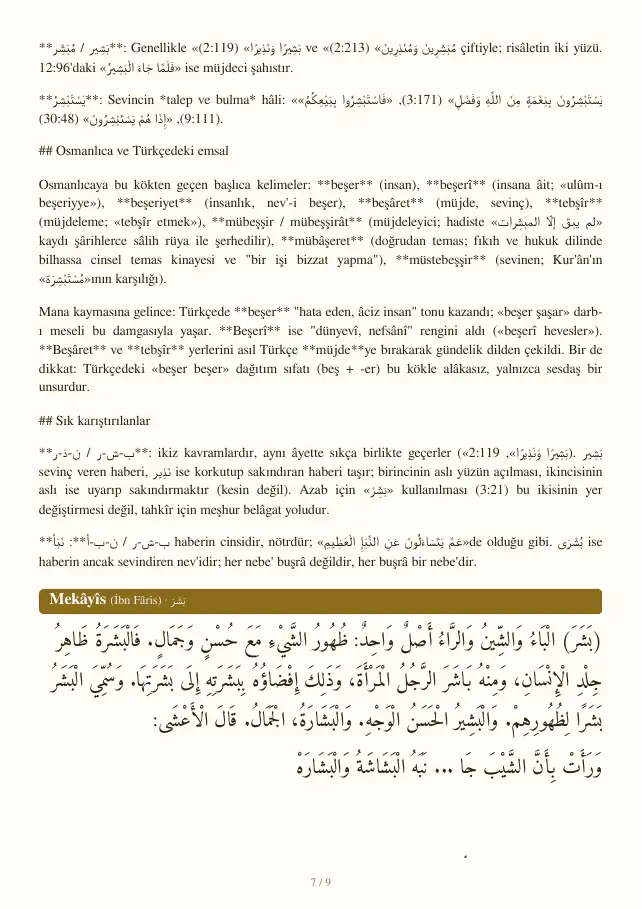 **بَشِير / مُبَشِّر**: Genellikle «بَشِيرًا وَنَذِيرًا» (2:119) ve «مُبَشِّرِينَ وَمُنْذِرِينَ» (2:213) çiftiyle; risâletin iki yüzü.
12:96'daki «فَلَمَّا جَاءَ الْبَشِيرُ» ise müjdeci şahıstır.
**يَسْتَبْشِرُ**: Sevincin *talep ve bulma* hâli: «يَسْتَبْشِرُونَ بِنِعْمَةٍ مِنَ اللَّهِ وَفَضْلٍ» (3:171), «فَاسْتَبْشِرُوا بِبَيْعِكُمُ»
(9:111), «إِذَا هُمْ يَسْتَبْشِرُونَ» (30:48).
## Osmanlıca ve Türkçedeki emsal
Osmanlıcaya bu kökten geçen başlıca kelimeler: **beşer** (insan), **beşerî** (insana âit; «ulûm-ı
beşeriyye»), **beşeriyet** (insanlık, nev'-i beşer), **beşâret** (müjde, sevinç), **tebşîr**
(müjdeleme; «tebşîr etmek»), **mübeşşir / mübeşşirât** (müjdeleyici; hadiste «لم يبق إلّا المبشرات»
kaydı şârihlerce sâlih rüya ile şerhedilir), **mübâşeret** (doğrudan temas; fıkıh ve hukuk dilinde
bilhassa cinsel temas kinayesi ve "bir işi bizzat yapma"), **müstebeşşir** (sevinen; Kur'ân'ın
«مُسْتَبْشِرَة»ının karşılığı).
Mana kaymasına gelince: Türkçede **beşer** "hata eden, âciz insan" tonu kazandı; «beşer şaşar» darb-
ı meseli bu damgasıyla yaşar. **Beşerî** ise "dünyevî, nefsânî" rengini aldı («beşerî hevesler»).
**Beşâret** ve **tebşîr** yerlerini asıl Türkçe **müjde**ye bırakarak gündelik dilden çekildi. Bir de
dikkat: Türkçedeki «beşer beşer» dağıtım sıfatı (beş + -er) bu kökle alâkasız, yalnızca sesdaş bir
unsurdur.
## Sık karıştırılanlar
**ب-ش-ر / ن-ذ-ر**: ikiz kavramlardır, aynı âyette sıkça birlikte geçerler («بَشِيرًا وَنَذِيرًا», 2:119). بَشِير
sevinç veren haberi, نَذِير ise korkutup sakındıran haberi taşır; birincinin aslı yüzün açılması, ikincisinin
aslı ise uyarıp sakındırmaktır (kesin değil). Azab için «بَشِّرْ» kullanılması (3:21) bu ikisinin yer
değiştirmesi değil, tahkîr için meşhur belâgat yoludur.
**ب-ش-ر / ن-ب-أ**: نَبَأ haberin cinsidir, nötrdür; «عَمَّ يَتَسَاءَلُونَ عَنِ النَّبَإِ الْعَظِيمِ»de olduğu gibi. بُشْرَى ise
haberin ancak sevindiren nev'idir; her nebe' buşrâ değildir, her buşrâ bir nebe'dir.
Mekâyîs (İbn Fâris) · بَشَرَ
(بَشَرَ) الْبَاءُ وَالشِّينُ وَالرَّاءُ أَصْلٌ وَاحِدٌ: ظُهُورُ الشَّيْءِ مَعَ حُسْنٍ وَجَمَالٍ. فَالْبَشَرَةُ ظَاهِرُ
جِلْدِ الْإِنْسَانِ، وَمِنْهُ بَاشَرَ الرَّجُلُ الْمَرْأَةَ، وَذَلِكَ إِفْضَاؤُهُ بِبَشَرَتِهِ إِلَى بَشَرَتِهَا. وَسُمِّيَ الْبَشَرُ
بَشَرًا لِظُهُورِهِمْ. وَالْبَشِيرُ الْحَسَنُ الْوَجْهِ. وَالْبَشَارَةُ، الْجَمَالُ. قَالَ الْأَعْشَى:
وَرَأَتْ بِأَنَّ الشَّيْبَ جَا ... نَبَهُ الْبَشَاشَةُ وَالْبَشَارَهْ
7 / 9